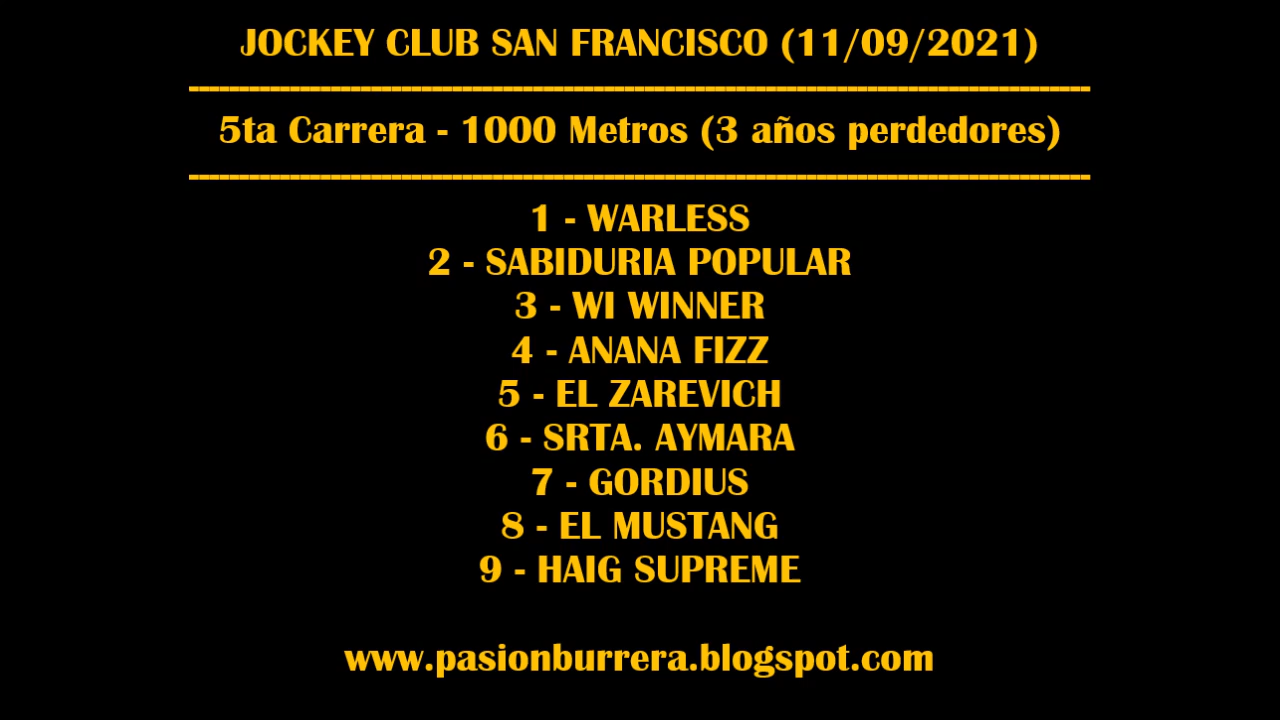 JOCKEY CLUB SAN FRANCISCO (11/09/2021)
5ta Carrera - 1000 Metros (3 años perdedores)
1 - WARLESS
2 - SABIDURIA POPULAR
3 - WI WINNER
4 - ANANA FIZZ
5 - EL ZAREVICH
6 - SRTA. AYMARA
7 - GORDIUS
8 - EL MUSTANG
9 - HAIG SUPREME
www.pasionburrera.blogspot.com